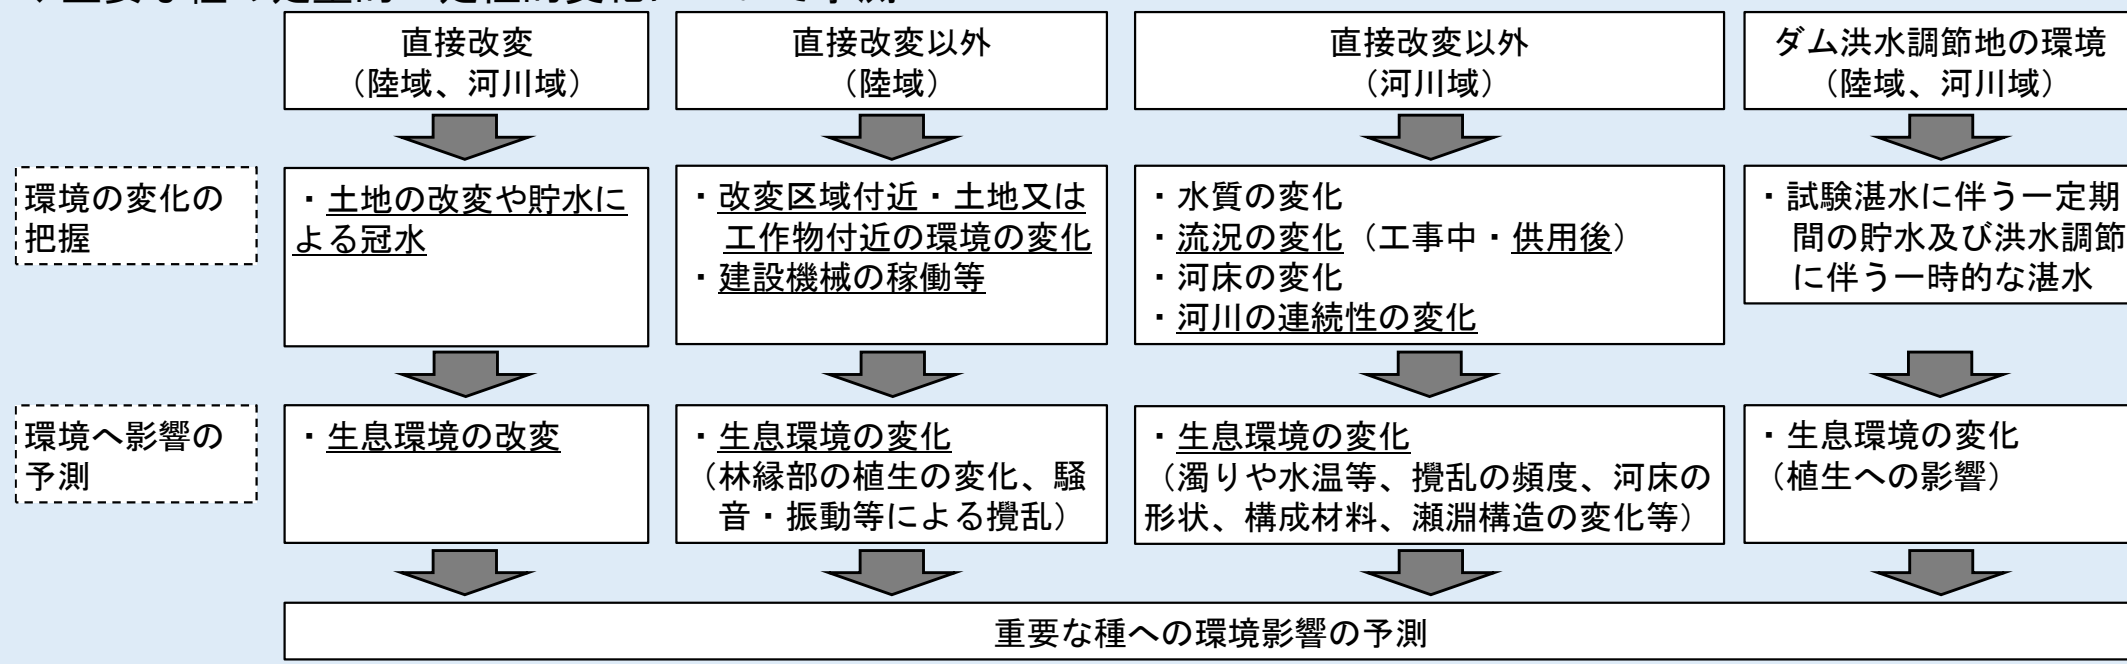 直接改変
（陸域、河川域）
直接改変以外
（陸域）
直接改変以外
（河川域）
ダム洪水調節地の環境
（陸域、河川域）
環境の変化の
把握
・土地の改変や貯水に
よる冠水
・改変区域付近・土地又は
工作物付近の環境の変化
・建設機械の稼働等
・水質の変化
・流況の変化（工事中・供用後）
・河床の変化
・河川の連続性の変化
・試験湛水に伴う一定期
間の貯水及び洪水調節
に伴う一時的な湛水
環境へ影響の
予測
・生息環境の改変
・生息環境の変化
（林縁部の植生の変化、騒
音・振動等による攪乱）
・生息環境の変化
（濁りや水温等、攪乱の頻度、河床の
形状、構成材料、瀬淵構造の変化等）
・生息環境の変化
（植生への影響）
重要な種への環境影響の予測